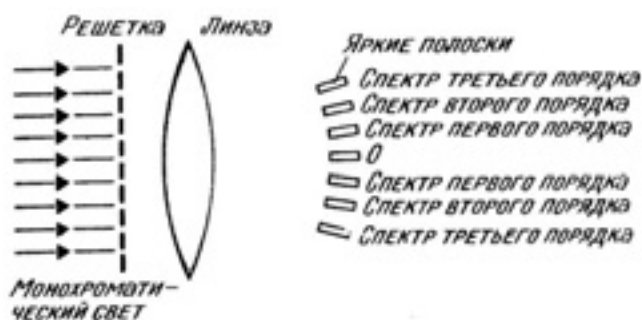 Решетка
Линза
Яркие полоски
Спектр третьего порядка
Спектр второго порядка
Спектр первого порядка
0
Спектр первого порядка
Спектр второго порядка
Спектр третьего порядка
Монохромати-
ческий свет